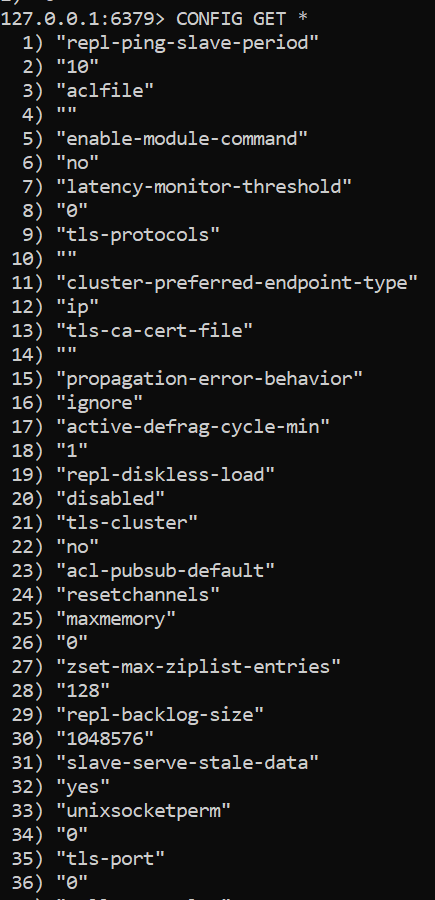 127.0.0.1:6379> CONFIG GET *
1) "repl-ping-slave-period"
2) "10"
3) "aclfile"
4) ""
5) "enable-module-command"
6) "no"
7) "latency-monitor-threshold"
8) "0"
9) "tls-protocols"
10) ""
11) "cluster-preferred-endpoint-type"
12) "ip"
13) "tls-ca-cert-file"
14) ""
15) "propagation-error-behavior"
16) "ignore"
17) "active-defrag-cycle-min"
18) "1"
19) "repl-diskless-load"
20) "disabled"
21) "tls-cluster"
22) "no"
23) "acl-pubsub-default"
24) "resetchannels"
25) "maxmemory"
26) "0"
27) "zset-max-ziplist-entries"
28) "128"
29) "repl-backlog-size"
30) "1048576"
31) "slave-serve-stale-data"
32) "yes"
33) "unixsocketperm"
34) "0"
35) "tls-port"
36) "0"